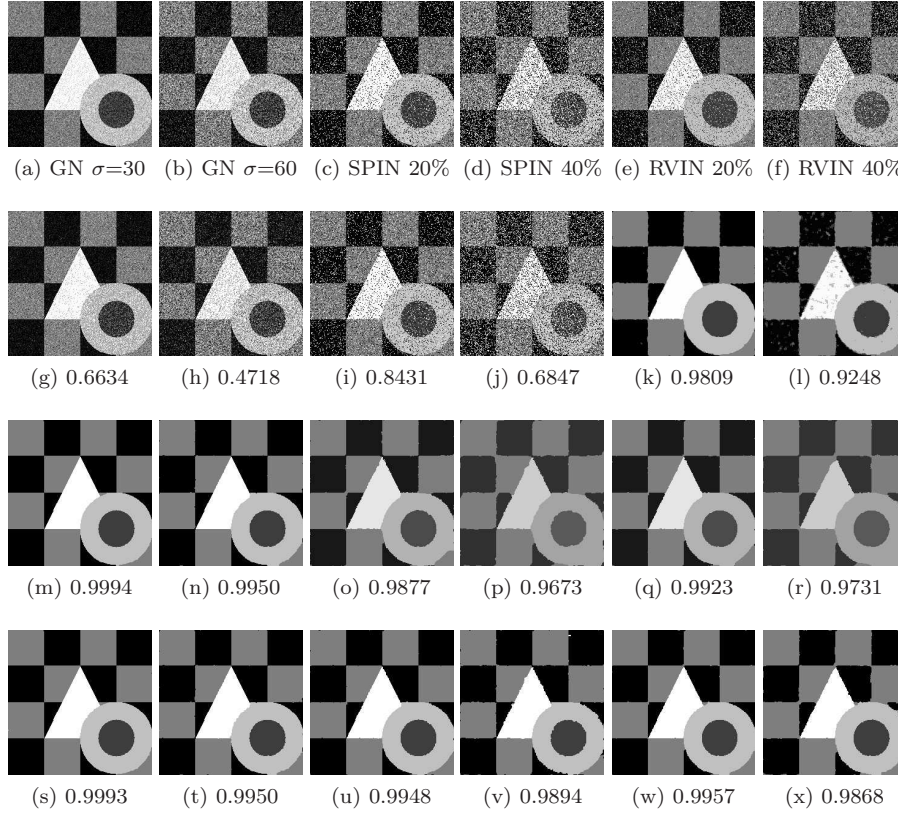 (a) GN σ=30 (b) GN σ=60 (c) SPIN 20% (d) SPIN 40% (e) RVIN 20% (f) RVIN 40%
(g) 0.6634 (h) 0.4718 (i) 0.8431 (j) 0.6847 (k) 0.9809 (l) 0.9248
(m) 0.9994 (n) 0.9950 (o) 0.9877 (p) 0.9673 (q) 0.9923 (r) 0.9731
(s) 0.9993 (t) 0.9950 (u) 0.9948 (v) 0.9894 (w) 0.9957 (x) 0.9868